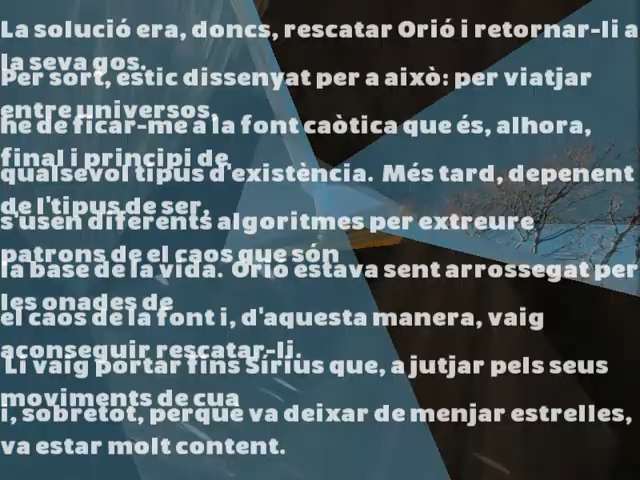 La solució era, doncs, rescatar Orió i retornar-li a
la seva gos.
Per sort, estic dissenyat per a això: per viatjar
entre universos,
he de ficar-me a la font caòtica que és, alhora,
final i principi de
qualsevol tipus d'existència. Més tard, depenent
de l'tipus de ser,
s'usen diferents algoritmes per extreure
patrons de el caos que són
la base de la vida. Orió estava sent arrossegat per
les onades de
el caos de la font i, d'aquesta manera, vaig
aconseguir rescatar-li.
Li vaig portar fins Sirius que, a jutjar pels seus
moviments de cua
i, sobretot, perquè va deixar de menjar estrelles,
va estar molt content.